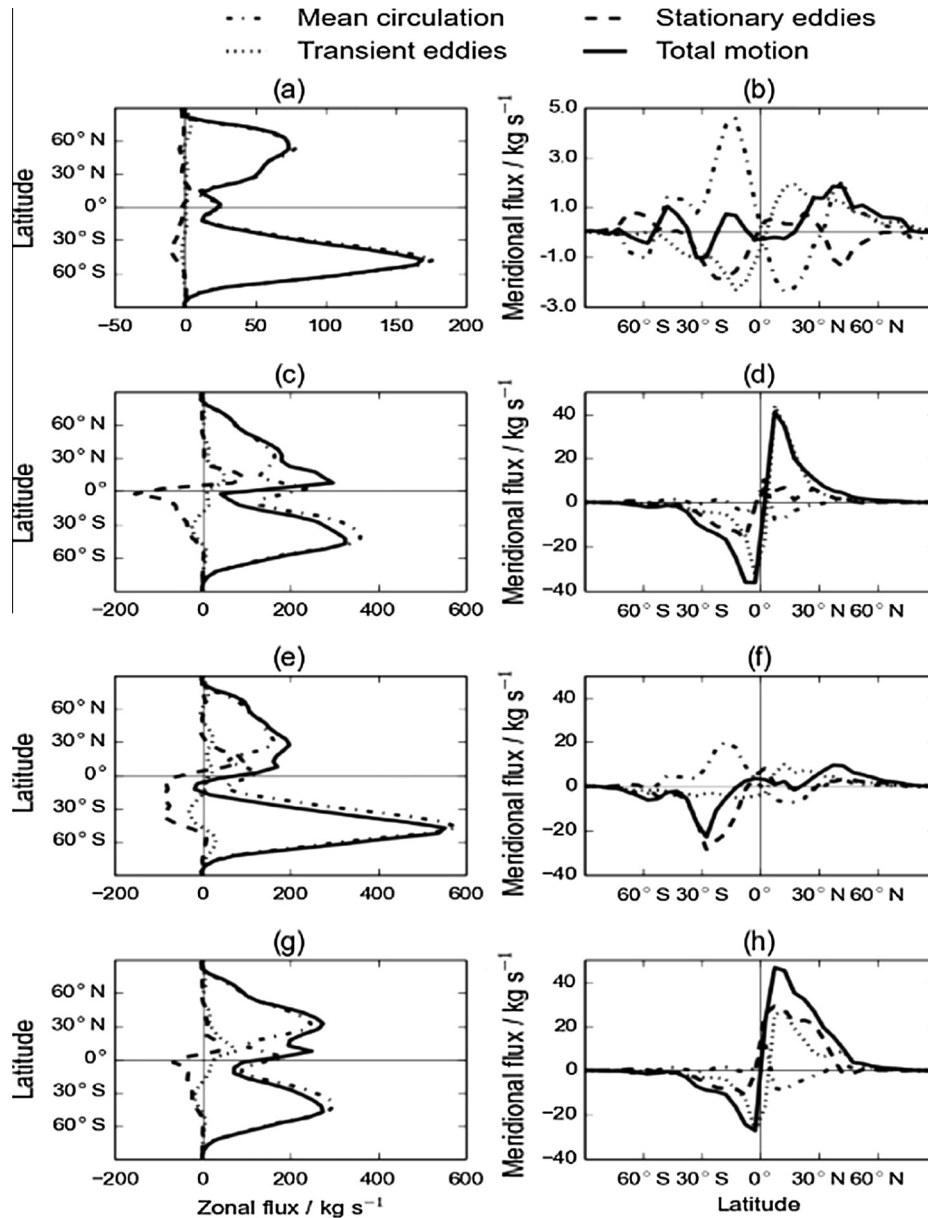 Mean circulation Stationary eddies
Transient eddies Total motion
(a) (b)
Latitude
60° N
30° N
0°
30° S
60° S
−50 0 50 100 150 200
Meridional flux / kg s⁻¹
5.0
3.0
1.0
-1.0
-3.0
60° S 30° S 0° 30° N 60° N
(c) (d)
Latitude
60° N
30° N
0°
30° S
60° S
−200 0 200 400 600
Meridional flux / kg s⁻¹
40
20
0
−20
−40
60° S 30° S 0° 30° N 60° N
(e) (f)
Latitude
60° N
30° N
0°
30° S
60° S
−200 0 200 400 600
Meridional flux / kg s⁻¹
40
20
0
−20
−40
60° S 30° S 0° 30° N 60° N
(g) (h)
Latitude
60° N
30° N
0°
30° S
60° S
−200 0 200 400 600
Zonal flux / kg s⁻¹
Meridional flux / kg s⁻¹
40
20
0
−20
−40
60° S 30° S 0° 30° N 60° N
Latitude